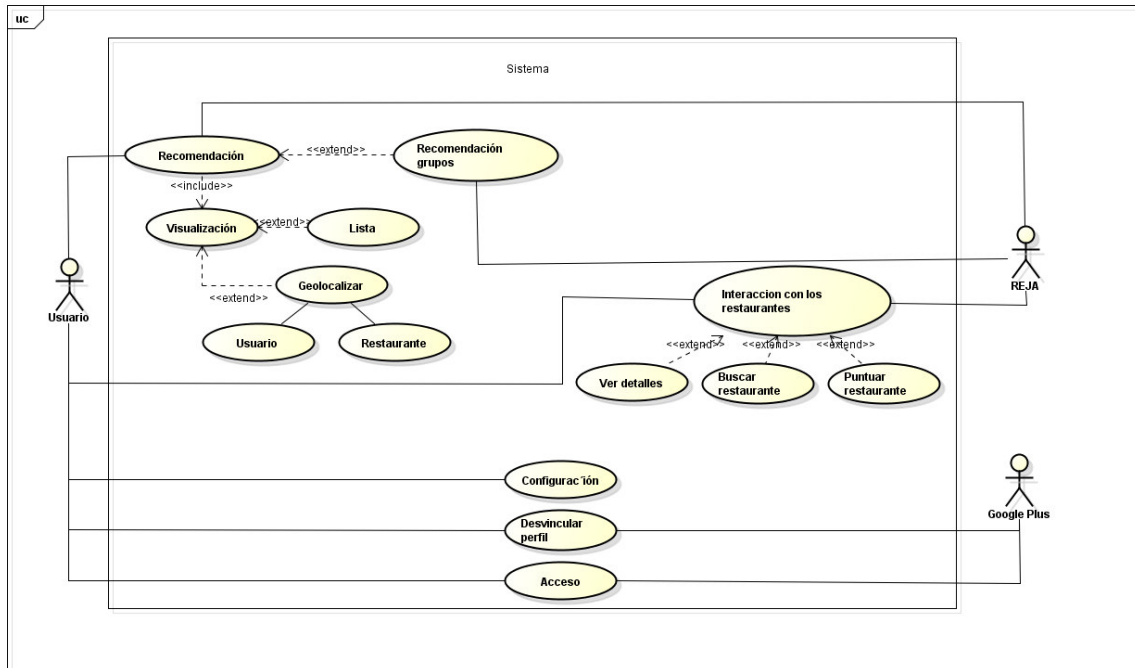 uc
Sistema
Recomendación
<<extend>>
Recomendación
grupos
<<include>>
Visualización
<<extend>>
Lista
Geolocalizar
<<extend>>
Usuario
Restaurante
Usuario
REJA
Interaccion con los
restaurantes
<<extend>>
<<extend>>
<<extend>>
Ver detalles
Buscar
restaurante
Puntuar
restaurante
Configurac´ión
Desvincular
perfil
Google Plus
Acceso